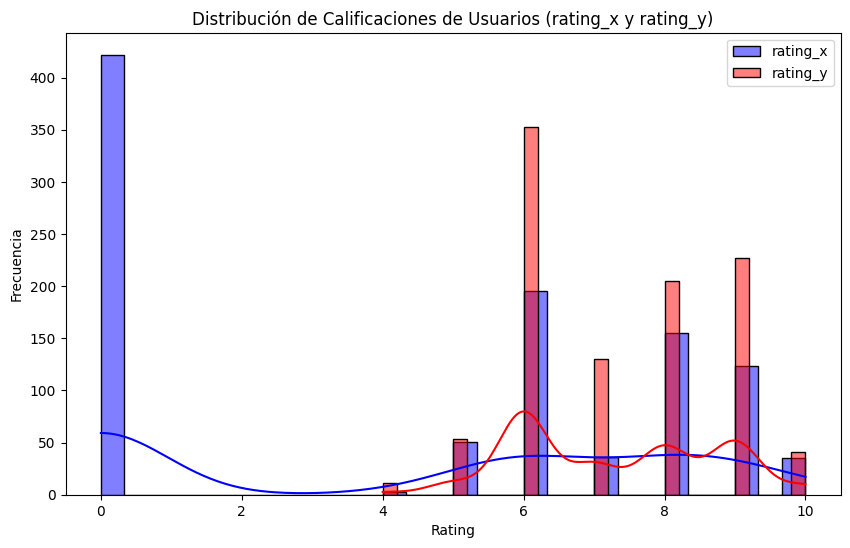 Distribución de Calificaciones de Usuarios (rating_x y rating_y)
rating_x
rating_y
Frecuencia
400
350
300
250
200
150
100
50
0
0 2 4 6 8 10
Rating